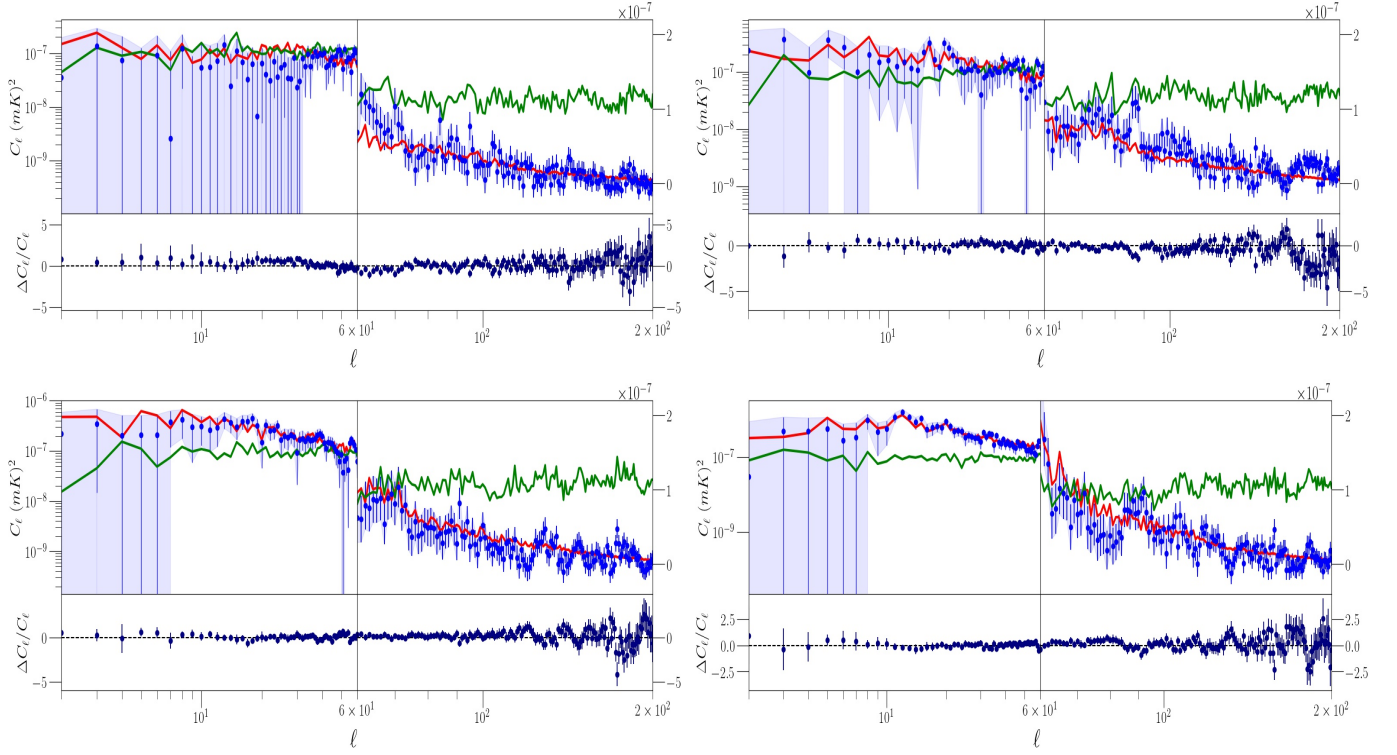 ×10⁻⁷
10⁻⁷
10⁻⁸
10⁻⁹
2
1
0
C_ℓ (mK)²
5
0
−5
0
−5
ΔC_ℓ/C_ℓ
10¹
6 × 10¹
10²
2 × 10²
ℓ
×10⁻⁷
10⁻⁷
10⁻⁸
10⁻⁹
2
1
0
C_ℓ (mK)²
0
−5
0
−5
ΔC_ℓ/C_ℓ
10¹
6 × 10¹
10²
2 × 10²
ℓ
×10⁻⁷
10⁻⁶
10⁻⁷
10⁻⁸
10⁻⁹
2
1
0
C_ℓ (mK)²
0
−5
0
−5
ΔC_ℓ/C_ℓ
10¹
6 × 10¹
10²
2 × 10²
ℓ
×10⁻⁷
10⁻⁷
10⁻⁹
2
1
0
C_ℓ (mK)²
2.5
0.0
−2.5
2.5
0.0
−2.5
ΔC_ℓ/C_ℓ
10¹
6 × 10¹
10²
2 × 10²
ℓ